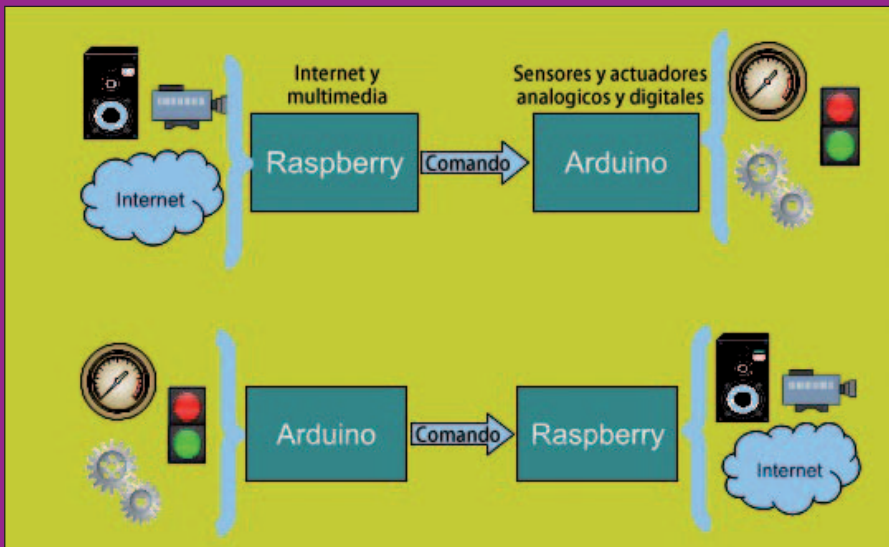 Internet y
multimedia
Sensores y actuadores
analogicos y digitales
Raspberry
Comando
Arduino
Internet
Arduino
Comando
Raspberry
Internet